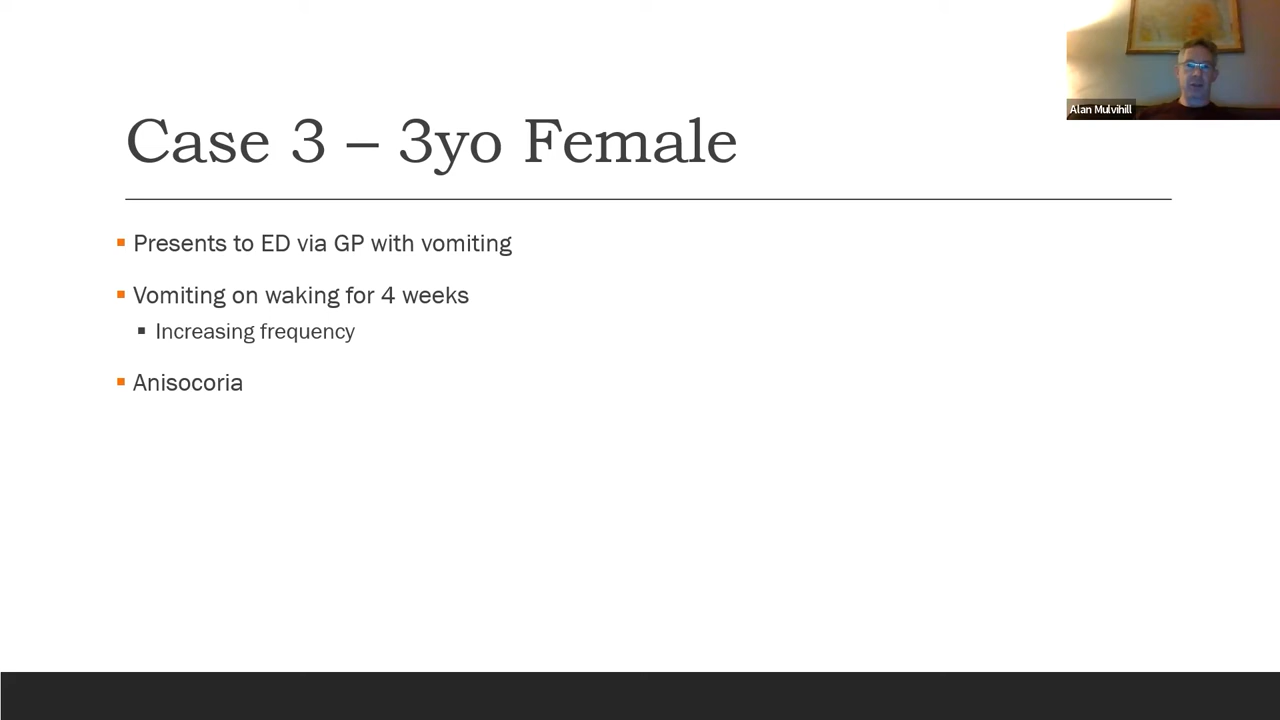 Alan Mulvihill
Case 3 – 3yo Female
Presents to ED via GP with vomiting
Vomiting on waking for 4 weeks
Increasing frequency
Anisocoria